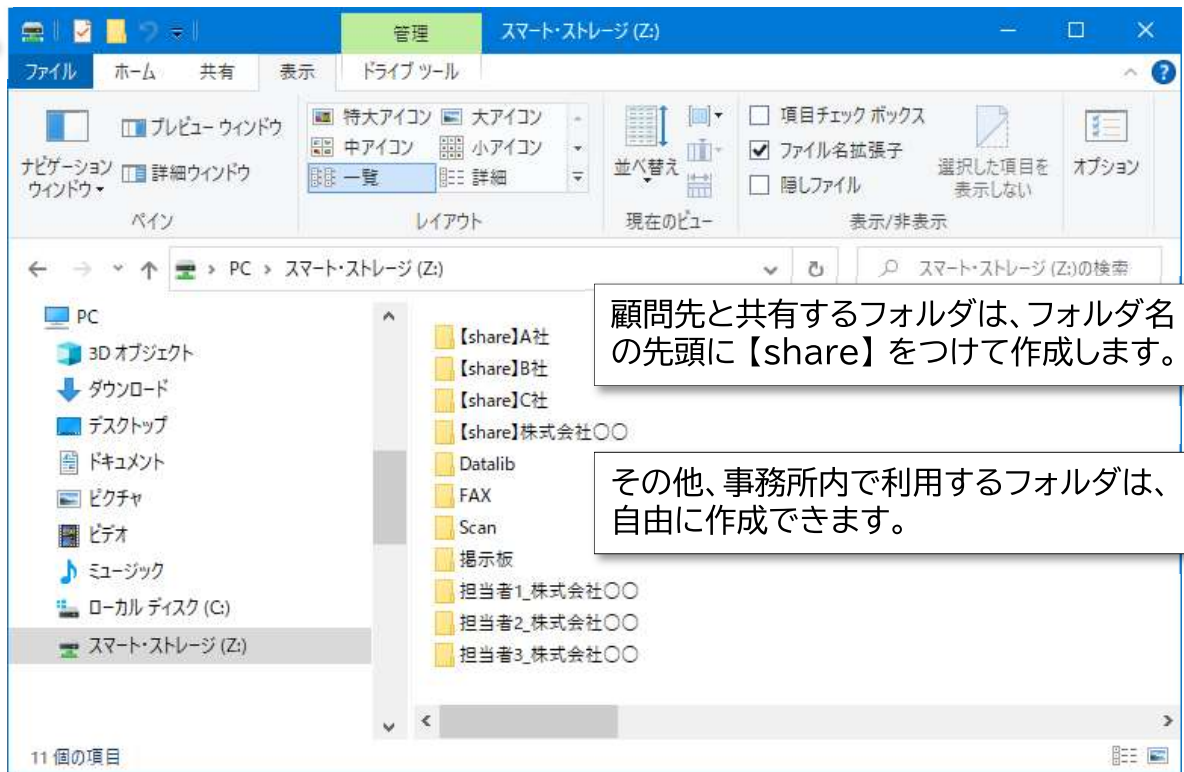 管理
スマート・ストレージ (Z:)
ファイル ホーム 共有 表示 ドライブ ツール
ナビゲーション
ウィンドウ
プレビュー ウィンドウ
詳細ウィンドウ
ペイン
特大アイコン 大アイコン
中アイコン 小アイコン
一覧 詳細
レイアウト
並べ替え
現在のビュー
項目チェック ボックス
ファイル名拡張子
隠しファイル
選択した項目を
表示しない
表示/非表示
オプション
PC › スマート・ストレージ (Z:)
スマート・ストレージ (Z:)の検索
PC
3D オブジェクト
ダウンロード
デスクトップ
ドキュメント
ピクチャ
ビデオ
ミュージック
ローカル ディスク (C:)
スマート・ストレージ (Z:)
【share】A社
【share】B社
【share】C社
【share】株式会社〇〇
Datalib
FAX
Scan
掲示板
担当者1_株式会社〇〇
担当者2_株式会社〇〇
担当者3_株式会社〇〇
顧問先と共有するフォルダは、フォルダ名
の先頭に【share】をつけて作成します。
その他、事務所内で利用するフォルダは、
自由に作成できます。
11 個の項目